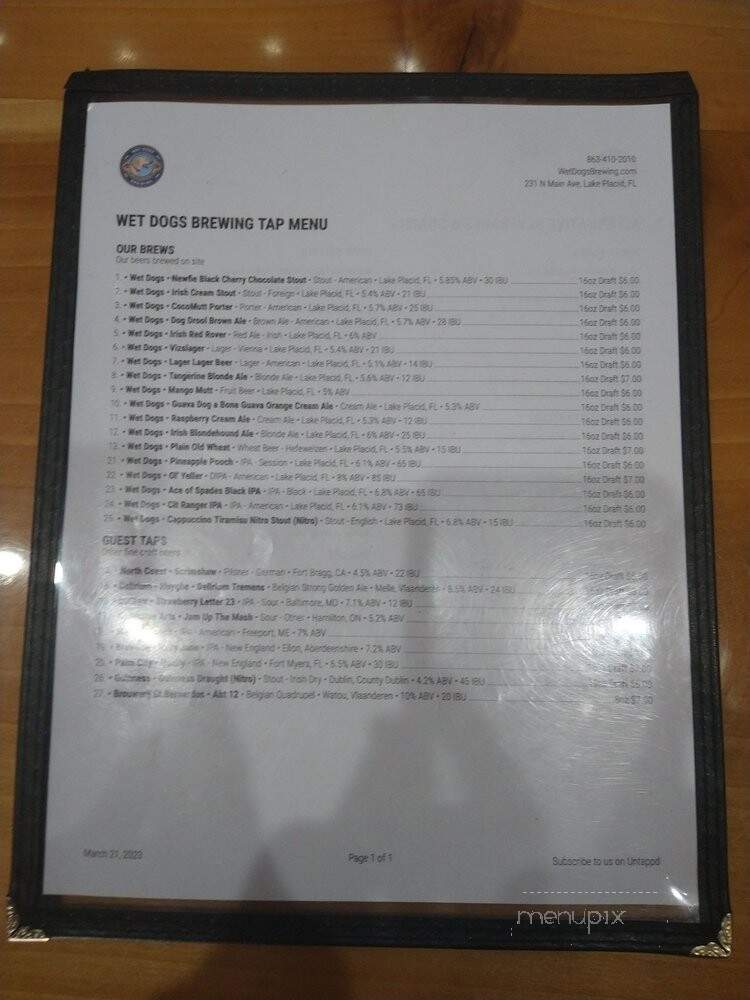 863-410-2010
WetDogsBrewing.com
231 N Main Ave, Lake Placid, FL
WET DOGS BREWING TAP MENU
OUR BREWS
Our beers brewed on site
1. • Wet Dogs • Newfie Black Cherry Chocolate Stout • Stout - American • Lake Placid, FL • 5.85% ABV • 30 IBU 16oz Draft $6.00
2. • Wet Dogs • Irish Cream Stout • Stout - Foreign • Lake Placid, FL • 5.4% ABV • 21 IBU 16oz Draft $6.00
3. • Wet Dogs • CocoMutt Porter • Porter - American • Lake Placid, FL • 5.7% ABV • 25 IBU 16oz Draft $6.00
4. • Wet Dogs • Dog Drool Brown Ale • Brown Ale - American • Lake Placid, FL • 5.7% ABV • 28 IBU 16oz Draft $6.00
5. • Wet Dogs • Irish Red Rover • Red Ale - Irish • Lake Placid, FL • 6% ABV 16oz Draft $6.00
6. • Wet Dogs • Vizslager • Lager - Vienna • Lake Placid, FL • 5.4% ABV • 21 IBU 16oz Draft $6.00
7. • Wet Dogs • Lager Lager Beer • Lager - American • Lake Placid, FL • 5.1% ABV • 14 IBU 16oz Draft $6.00
8. • Wet Dogs • Tangerine Blonde Ale • Blonde Ale • Lake Placid, FL • 5.6% ABV • 12 IBU 16oz Draft $7.00
9. • Wet Dogs • Mango Mutt • Fruit Beer • Lake Placid, FL • 5% ABV 16oz Draft $6.00
10. • Wet Dogs • Guava Dog a Bone Guava Orange Cream Ale • Cream Ale • Lake Placid, FL • 5.3% ABV 16oz Draft $6.00
11. • Wet Dogs • Raspberry Cream Ale • Cream Ale • Lake Placid, FL • 5.3% ABV • 12 IBU 16oz Draft $6.00
12. • Wet Dogs • Irish Blondehound Ale • Blonde Ale • Lake Placid, FL • 6% ABV • 25 IBU 16oz Draft $6.00
13. • Wet Dogs • Plain Old Wheat • Wheat Beer - Hefeweizen • Lake Placid, FL • 5.5% ABV • 15 IBU 16oz Draft $7.00
21. • Wet Dogs • Pineapple Pooch • IPA - Session • Lake Placid, FL • 6.1% ABV • 65 IBU 16oz Draft $6.00
22. • Wet Dogs • Ol' Yeller • DIPA - American • Lake Placid, FL • 8% ABV • 85 IBU 16oz Draft $7.00
23. • Wet Dogs • Ace of Spades Black IPA • IPA - Black • Lake Placid, FL • 6.8% ABV • 65 IBU 16oz Draft $6.00
24. • Wet Dogs • Cit Ranger IPA • IPA - American • Lake Placid, FL • 6.1% ABV • 73 IBU 16oz Draft $6.00
25. • Wet Dogs • Cappuccino Tiramisu Nitro Stout (Nitro) • Stout - English • Lake Placid, FL • 6.8% ABV • 15 IBU 16oz Draft $6.00
GUEST TAPS
Other fine craft beers
North Coast • Scrimshaw • Pilsner - German • Fort Bragg, CA • 4.5% ABV • 22 IBU
Delirium • Huyghe • Delirium Tremens • Belgian Strong Golden Ale • Melle, Vlaanderen • 8.5% ABV • 24 IBU
Strawberry Letter 23 • IPA - Sour • Baltimore, MD • 7.1% ABV • 12 IBU
Arts • Jam Up The Mash • Sour - Other • Hamilton, ON • 5.2% ABV
IPA - American • Freeport, ME • 7% ABV
IPA - New England • Ellon, Aberdeenshire • 7.2% ABV
Palm City • IPA - New England • Fort Myers, FL • 6.5% ABV • 30 IBU
26. • Guinness • Guinness Draught (Nitro) • Stout - Irish Dry • Dublin, County Dublin • 4.2% ABV • 45 IBU Draft $6.00
27. • Brouwerij St.Bernardus • Abt 12 • Belgian Quadrupel • Watou, Vlaanderen • 10% ABV • 20 IBU 8oz $7.00
March 21, 2023
Page 1 of 1
Subscribe to us on Untappd
menupix